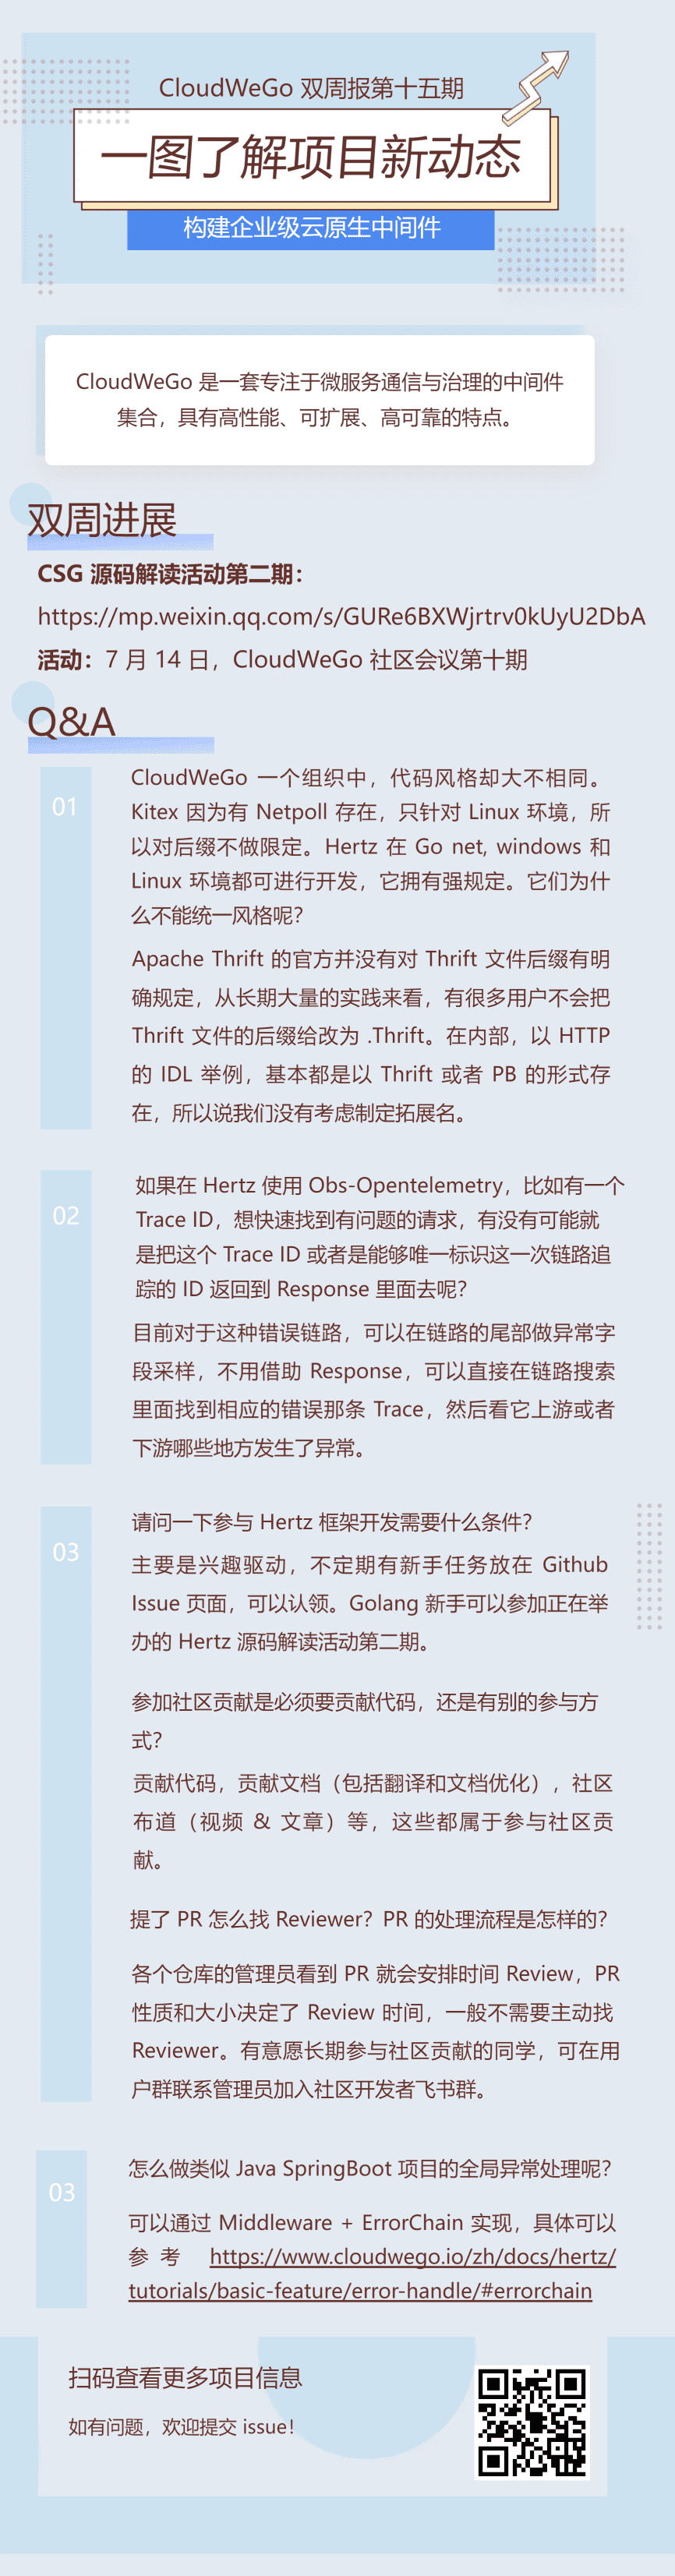 CloudWeGo 双周报第十五期
一图了解项目新动态
构建企业级云原生中间件
CloudWeGo 是一套专注于微服务通信与治理的中间件
集合，具有高性能、可扩展、高可靠的特点。
双周进展
CSG 源码解读活动第二期：
https://mp.weixin.qq.com/s/GURe6BXWjrtrv0kUyU2DbA
活动：7 月 14 日，CloudWeGo 社区会议第十期
Q&A
01
CloudWeGo 一个组织中，代码风格却大不相同。
Kitex 因为有 Netpoll 存在，只针对 Linux 环境，所
以对后缀不做限定。Hertz 在 Go net, windows 和
Linux 环境都可进行开发，它拥有强规定。它们为什
么不能统一风格呢？
Apache Thrift 的官方并没有对 Thrift 文件后缀有明
确规定，从长期大量的实践来看，有很多用户不会把
Thrift 文件的后缀给改为 .Thrift。在内部，以 HTTP
的 IDL 举例，基本都是以 Thrift 或者 PB 的形式存
在，所以说我们没有考虑制定拓展名。
02
如果在 Hertz 使用 Obs-Opentelemetry，比如有一个
Trace ID，想快速找到有问题的请求，有没有可能就
是把这个 Trace ID 或者是能够唯一标识这一次链路追
踪的 ID 返回到 Response 里面去呢？
目前对于这种错误链路，可以在链路的尾部做异常字
段采样，不用借助 Response，可以直接在链路搜索
里面找到相应的错误那条 Trace，然后看它上游或者
下游哪些地方发生了异常。
03
请问一下参与 Hertz 框架开发需要什么条件？
主要是兴趣驱动，不定期有新手任务放在 Github
Issue 页面，可以认领。Golang 新手可以参加正在举
办的 Hertz 源码解读活动第二期。
参加社区贡献是必须要贡献代码，还是有别的参与方
式？
贡献代码，贡献文档（包括翻译和文档优化），社区
布道（视频 & 文章）等，这些都属于参与社区贡
献。
提了 PR 怎么找 Reviewer？PR 的处理流程是怎样的？
各个仓库的管理员看到 PR 就会安排时间 Review，PR
性质和大小决定了 Review 时间，一般不需要主动找
Reviewer。有意愿长期参与社区贡献的同学，可在用
户群联系管理员加入社区开发者飞书群。
03
怎么做类似 Java SpringBoot 项目的全局异常处理呢？
可以通过 Middleware + ErrorChain 实现，具体可以
参 考 https://www.cloudwego.io/zh/docs/hertz/
tutorials/basic-feature/error-handle/#errorchain
扫码查看更多项目信息
如有问题，欢迎提交 issue！